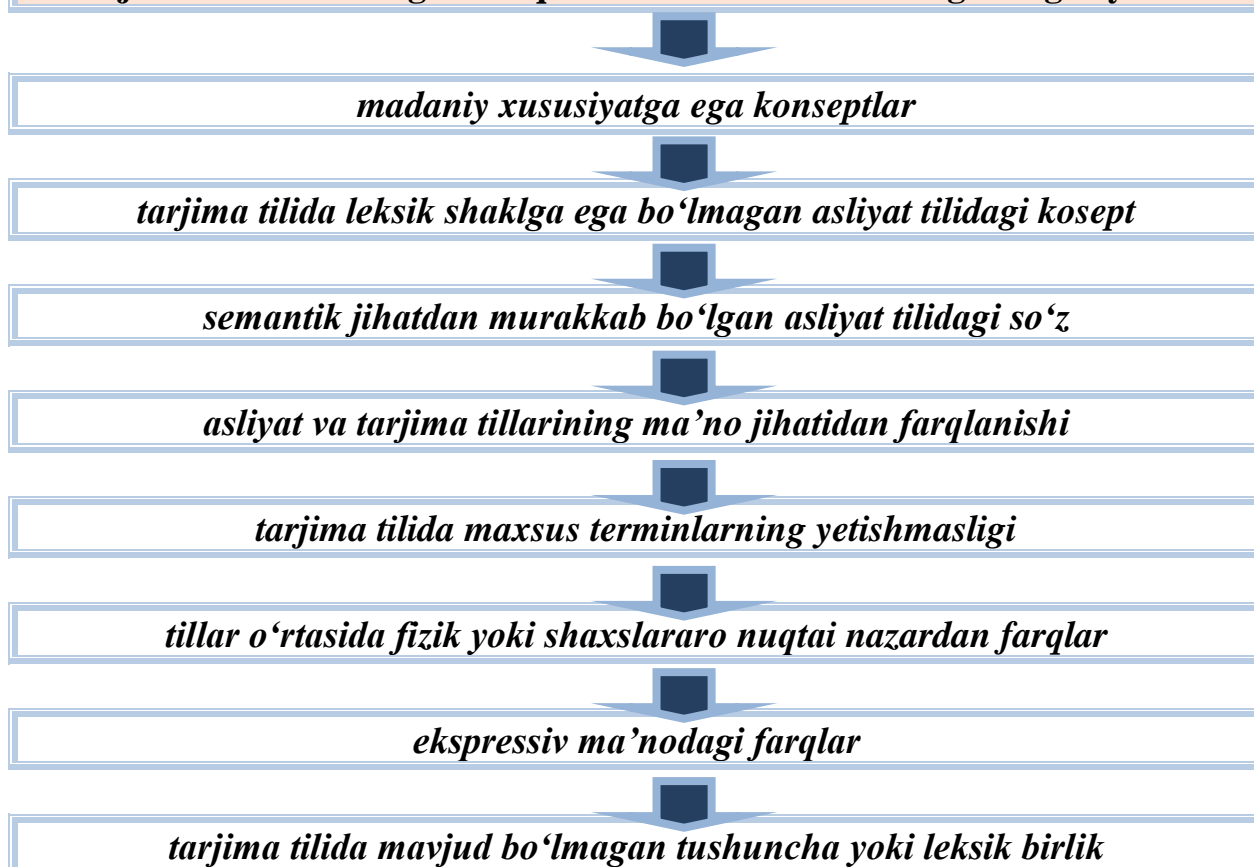 madaniy xususiyatga ega konseptlar
tarjima tilida leksik shaklga ega bo‘lmagan asliyat tilidagi kosept
semantik jihatdan murakkab bo‘lgan asliyat tilidagi so‘z
asliyat va tarjima tillarining ma’no jihatidan farqlanishi
tarjima tilida maxsus terminlarning yetishmasligi
tillar o‘rtasida fizik yoki shaxslararo nuqtai nazardan farqlar
ekspressiv ma’nodagi farqlar
tarjima tilida mavjud bo‘lmagan tushuncha yoki leksik birlik